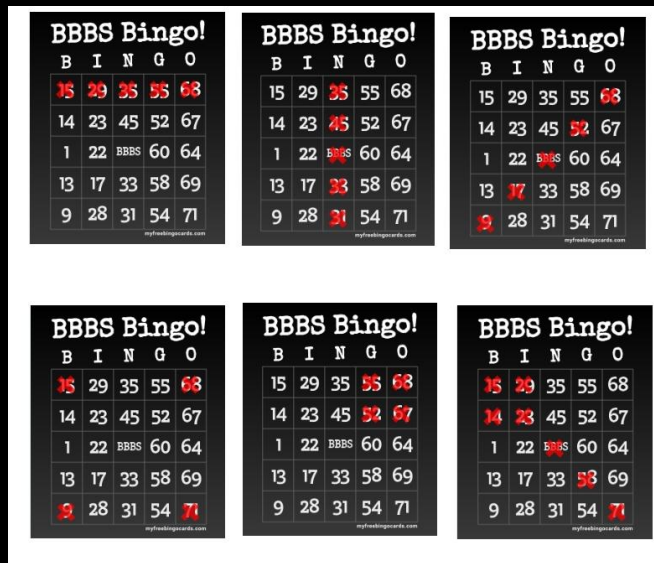 BBBS Bingo!
B I N G O
15 29 35 55 68
14 23 45 52 67
1 22 BBBS 60 64
13 17 33 58 69
9 28 31 54 71
myfreebingocards.com
BBBS Bingo!
B I N G O
15 29 35 55 68
14 23 45 52 67
1 22 BBBS 60 64
13 17 33 58 69
9 28 31 54 71
myfreebingocards.com
BBBS Bingo!
B I N G O
15 29 35 55 68
14 23 45 52 67
1 22 BBBS 60 64
13 17 33 58 69
9 28 31 54 71
myfreebingocards.com
BBBS Bingo!
B I N G O
15 29 35 55 68
14 23 45 52 67
1 22 BBBS 60 64
13 17 33 58 69
9 28 31 54 71
myfreebingocards.com
BBBS Bingo!
B I N G O
15 29 35 55 68
14 23 45 52 67
1 22 BBBS 60 64
13 17 33 58 69
9 28 31 54 71
myfreebingocards.com
BBBS Bingo!
B I N G O
15 29 35 55 68
14 23 45 52 67
1 22 BBBS 60 64
13 17 33 58 69
9 28 31 54 71
myfreebingocards.com